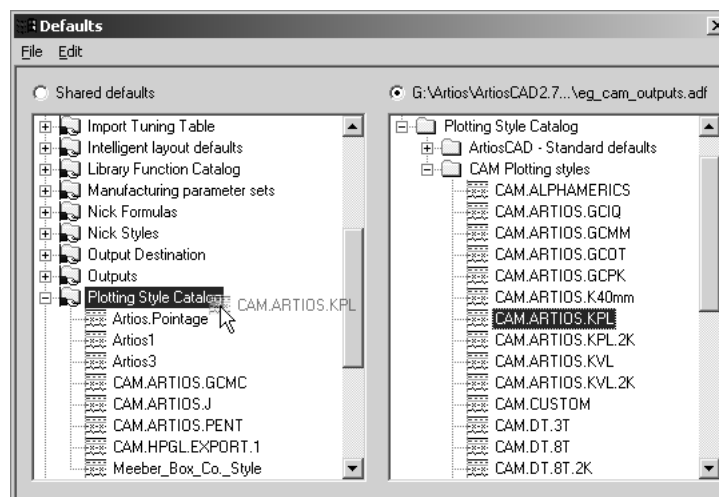 Defaults
File Edit
Shared defaults
Import Tuning Table
Intelligent layout defaults
Library Function Catalog
Manufacturing parameter sets
Nick Formulas
Nick Styles
Output Destination
Outputs
Plotting Style Catalog
CAM.ARTIOS.KPL
Artios.Pointage
Artios1
Artios3
CAM.ARTIOS.GCMC
CAM.ARTIOS.J
CAM.ARTIOS.PENT
CAM.HPGL.EXPORT.1
Meeber_Box_Co._Style
G:\Artios\ArtiosCAD2.7...\eg_cam_outputs.adf
Plotting Style Catalog
ArtiosCAD - Standard defaults
CAM Plotting styles
CAM.ALPHAMERICS
CAM.ARTIOS.GCIQ
CAM.ARTIOS.GCMM
CAM.ARTIOS.GCOT
CAM.ARTIOS.GCPK
CAM.ARTIOS.K40mm
CAM.ARTIOS.KPL
CAM.ARTIOS.KPL.2K
CAM.ARTIOS.KVL
CAM.ARTIOS.KVL.2K
CAM.CUSTOM
CAM.DT.3T
CAM.DT.8T
CAM.DT.8T.2K